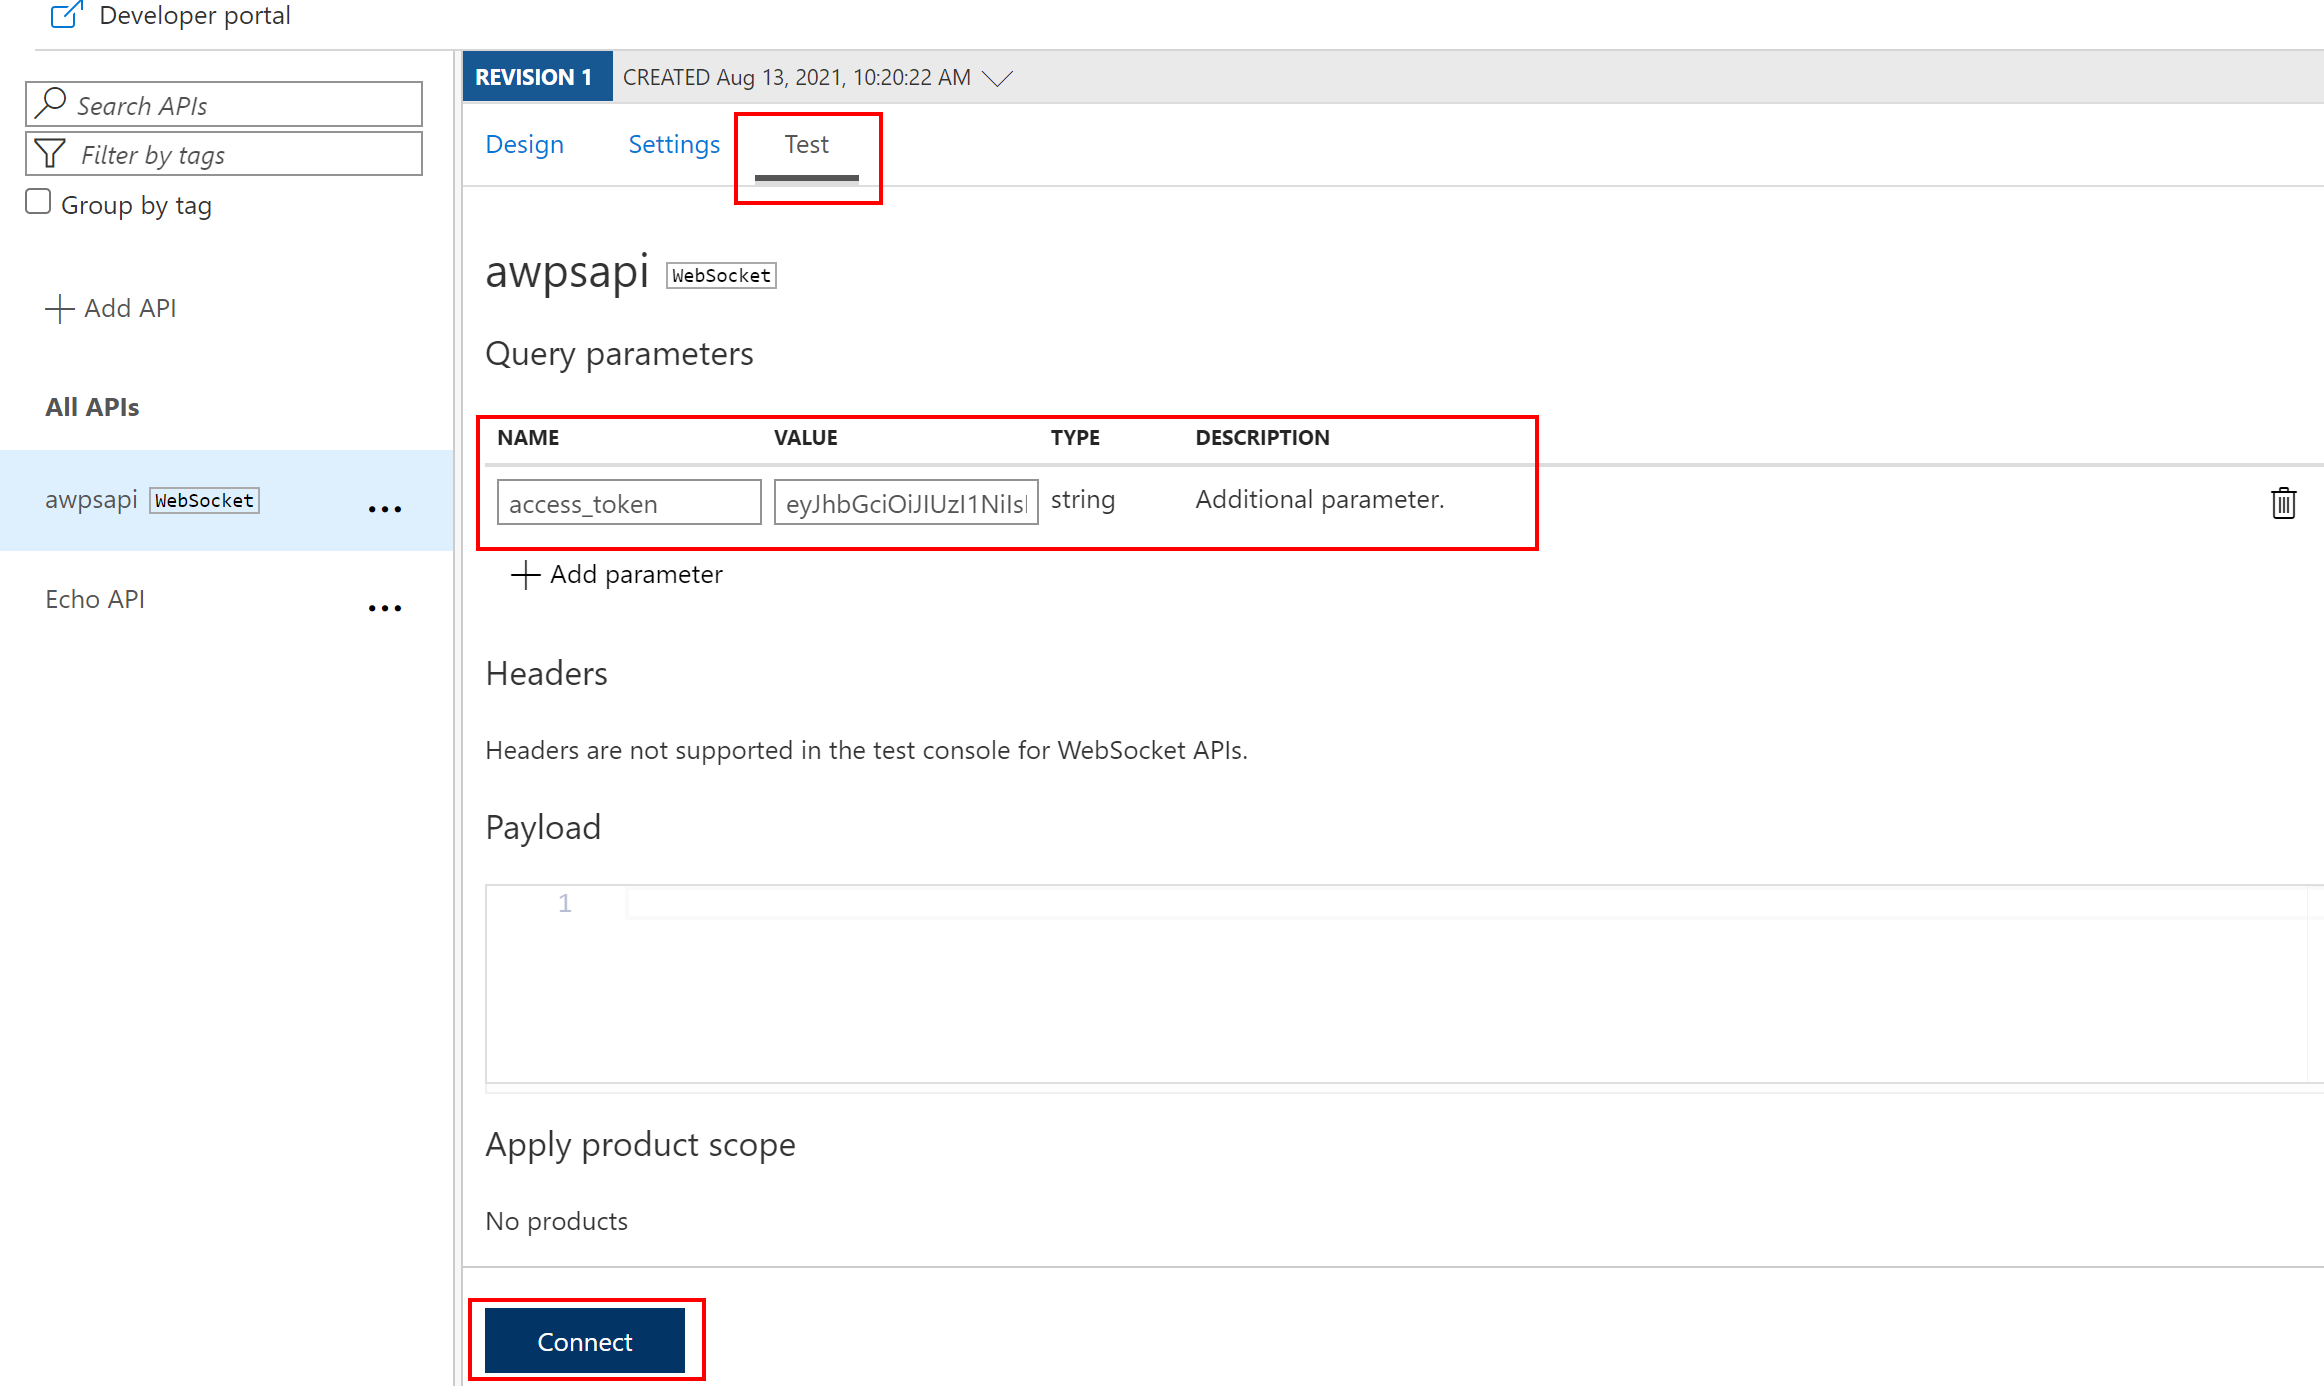 Developer portal
Search APIs
Filter by tags
Group by tag
Add API
All APIs
awpsapi WebSocket ...
Echo API ...
REVISION 1 CREATED Aug 13, 2021, 10:20:22 AM
Design Settings Test
awpsapi WebSocket
Query parameters
NAME VALUE TYPE DESCRIPTION
access_token eyJhbGciOiJIUzI1NiIsI string Additional parameter.
Add parameter
Headers
Headers are not supported in the test console for WebSocket APIs.
Payload
1
Apply product scope
No products
Connect